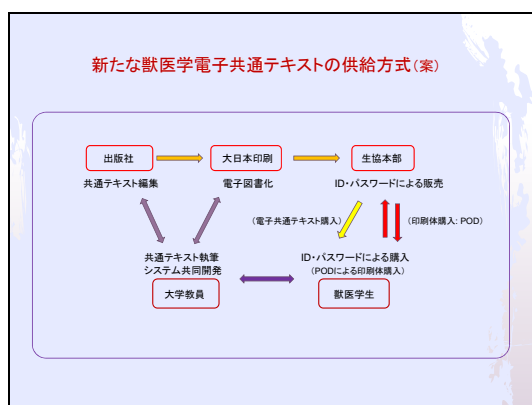 新たな獣医学電子共通テキストの供給方式(案)
出版社
大日本印刷
生協本部
共通テキスト編集
電子図書化
ID・パスワードによる販売
(電子共通テキスト購入)
(印刷体購入: POD)
共通テキスト執筆
システム共同開発
大学教員
ID・パスワードによる購入
(PODによる印刷体購入)
獣医学生